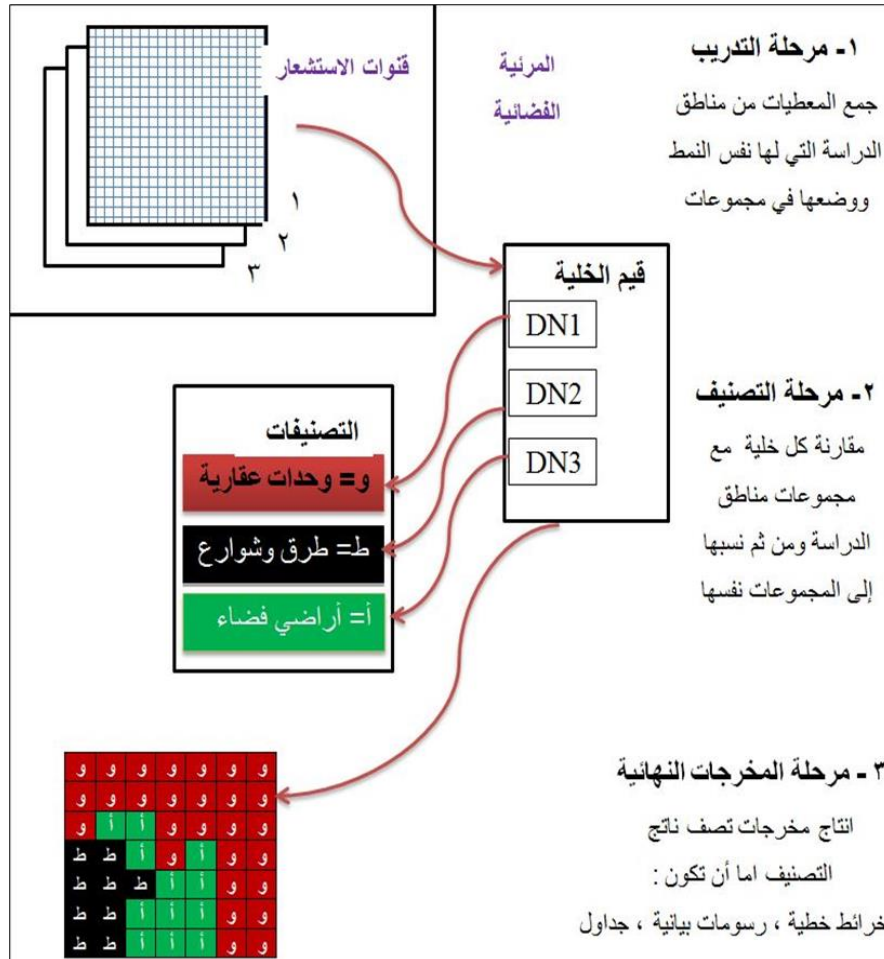 ١- مرحلة التدريب
جمع المعطيات من مناطق
الدراسة التي لها نفس النمط
ووضعها في مجموعات
المرئية
الفضائية
قنوات الاستشعار
١
٢
٣
قيم الخلية
DN1
DN2
DN3
٢- مرحلة التصنيف
مقارنة كل خلية مع
مجموعات مناطق
الدراسة ومن ثم نسبها
إلى المجموعات نفسها
التصنيفات
و= وحدات عقارية
ط= طرق وشوارع
أ= أراضي فضاء
٣ - مرحلة المخرجات النهائية
انتاج مخرجات تصف ناتج
التصنيف اما أن تكون :
خرائط خطية ، رسومات بيانية ، جداول
و و و و و و و
و و و و و و و
و و و و أ أ و
و و أ و أ ط ط
و و أ أ ط ط ط
و و أ أ أ ط ط
و و أ أ أ ط ط